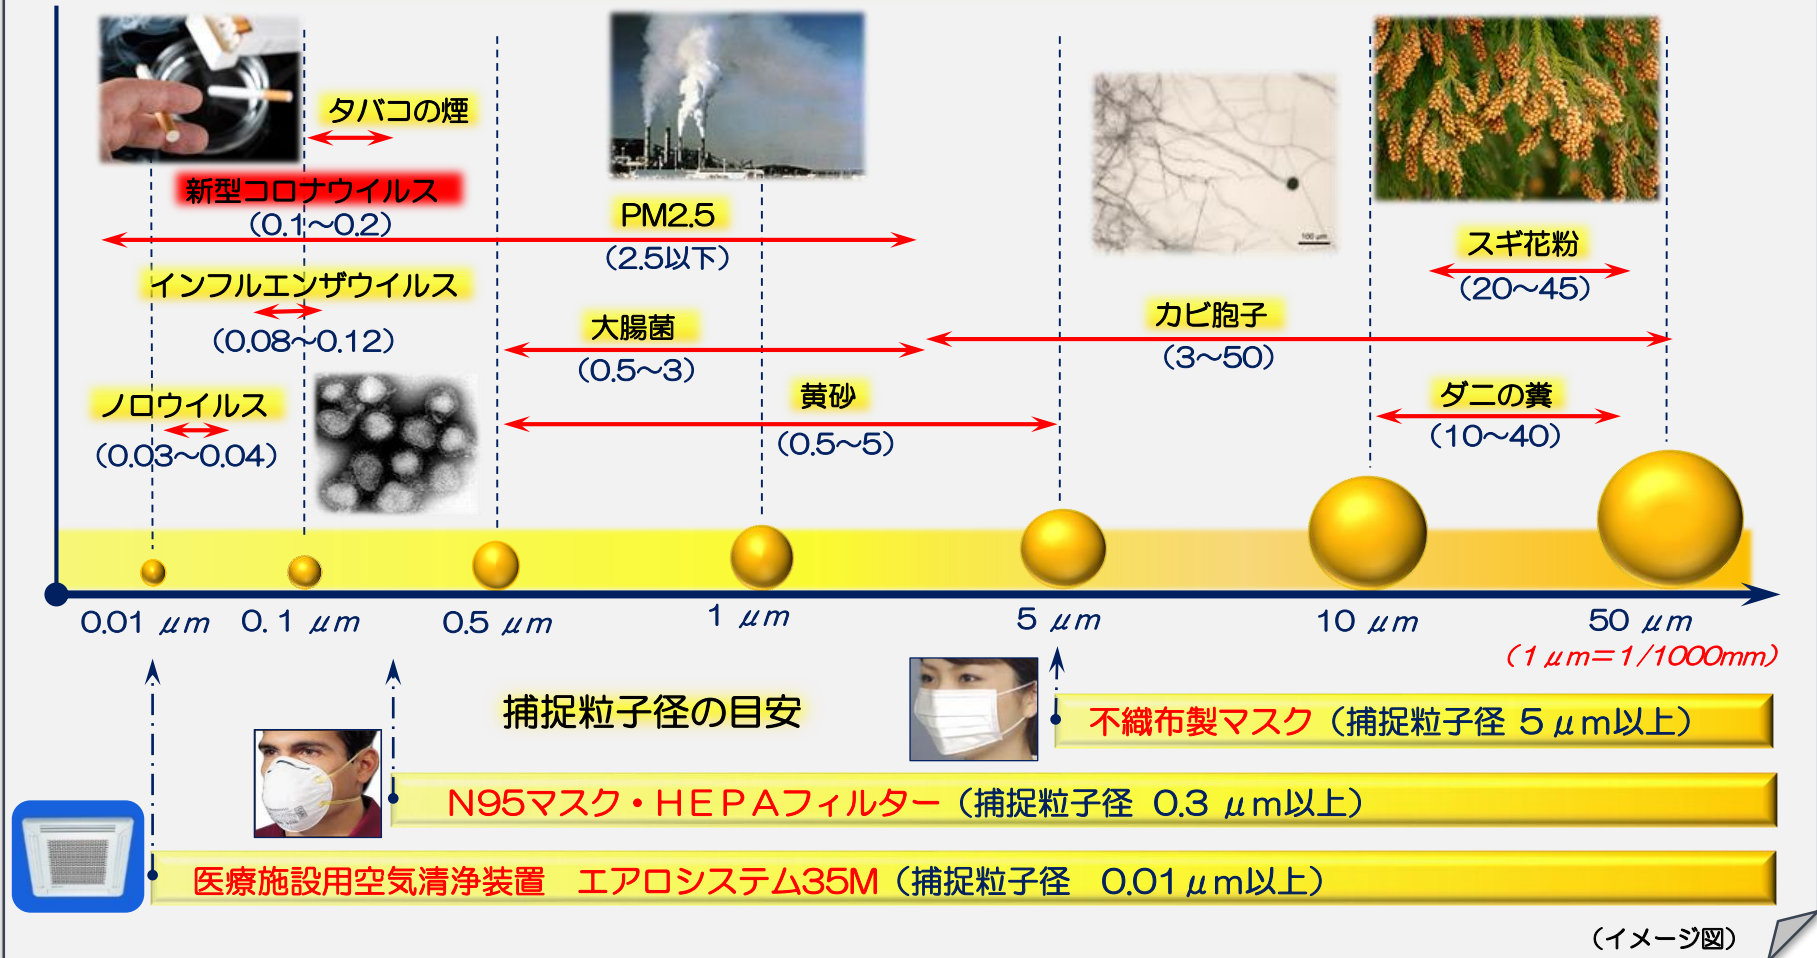 タバコの煙
新型コロナウイルス
（0.1～0.2）
PM2.5
（2.5以下）
スギ花粉
（20～45）
インフルエンザウイルス
（0.08～0.12）
大腸菌
（0.5～3）
カビ胞子
（3～50）
ノロウイルス
（0.03～0.04）
黄砂
（0.5～5）
ダニの糞
（10～40）
100 μm
0.01 μm
0.1 μm
0.5 μm
1 μm
5 μm
10 μm
50 μm
（1μm＝1/1000mm）
捕捉粒子径の目安
不織布製マスク（捕捉粒子径 5μm以上）
N95マスク・HEPAフィルター（捕捉粒子径 0.3 μm以上）
医療施設用空気清浄装置　エアロシステム35M（捕捉粒子径　0.01μm以上）
（イメージ図）